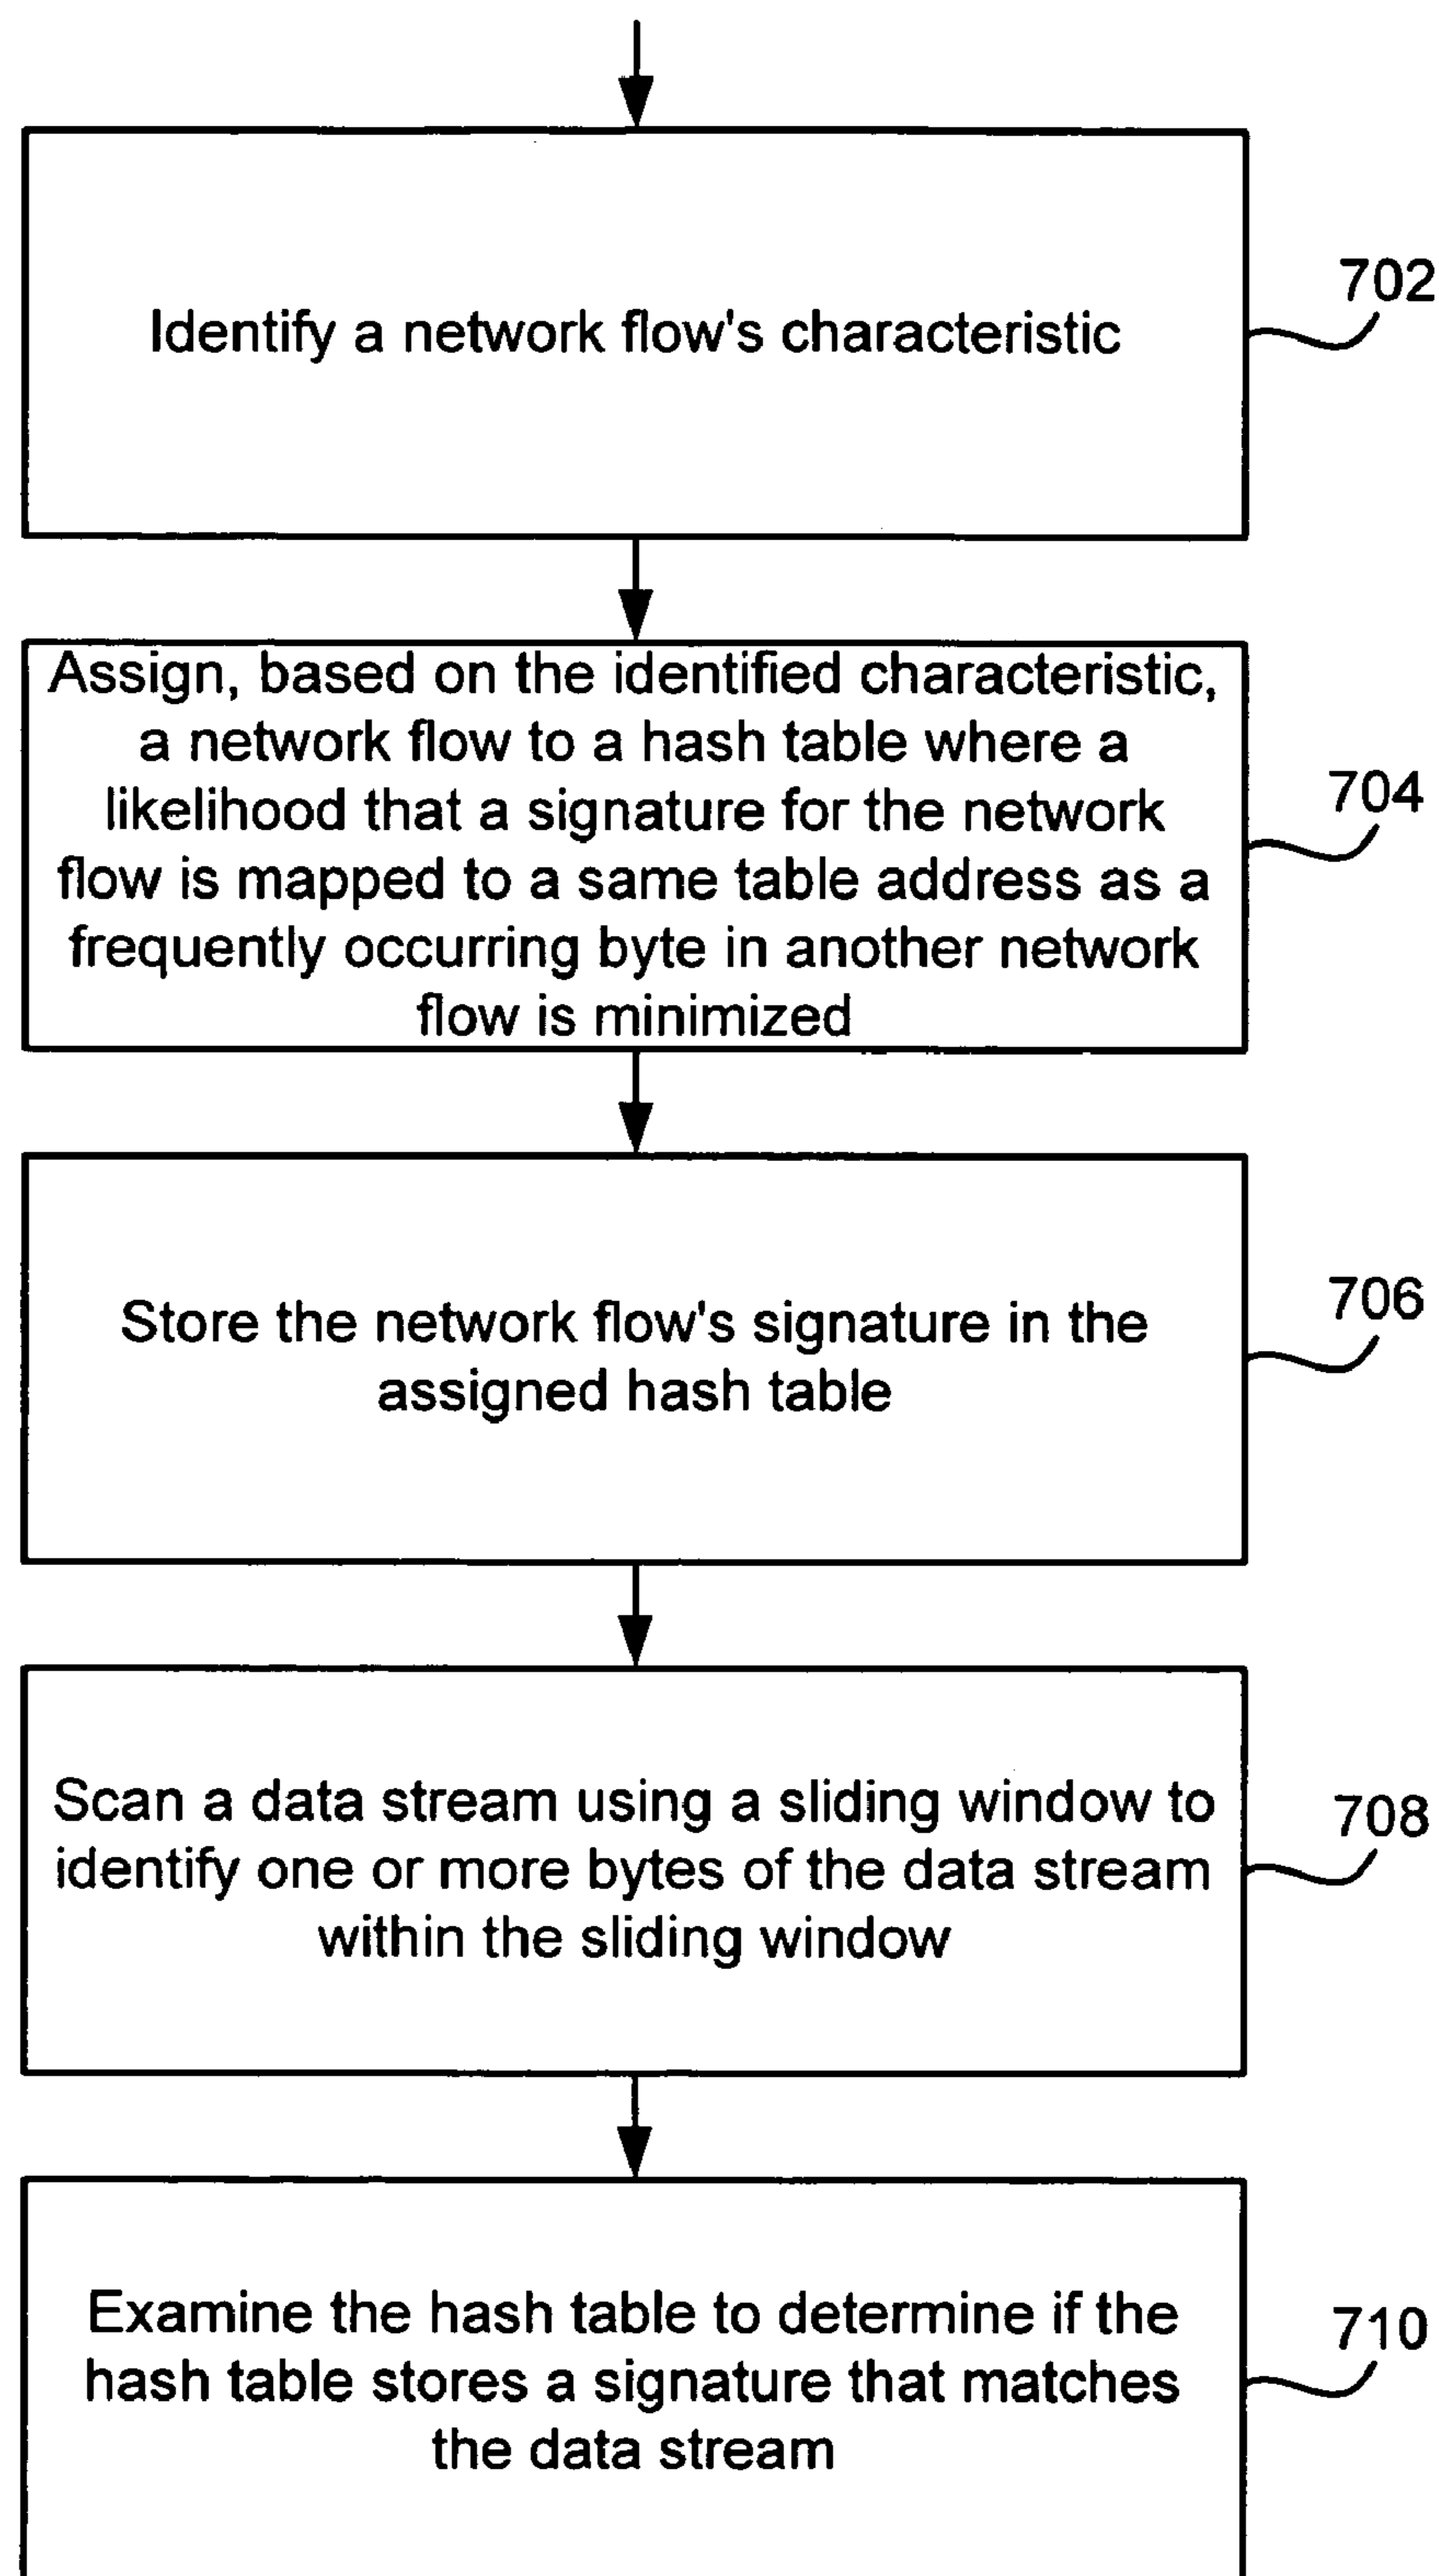 Identify a network flow's characteristic
702
Assign, based on the identified characteristic,
a network flow to a hash table where a
likelihood that a signature for the network
flow is mapped to a same table address as a
frequently occurring byte in another network
flow is minimized
704
Store the network flow's signature in the
assigned hash table
706
Scan a data stream using a sliding window to
identify one or more bytes of the data stream
within the sliding window
708
Examine the hash table to determine if the
hash table stores a signature that matches
the data stream
710